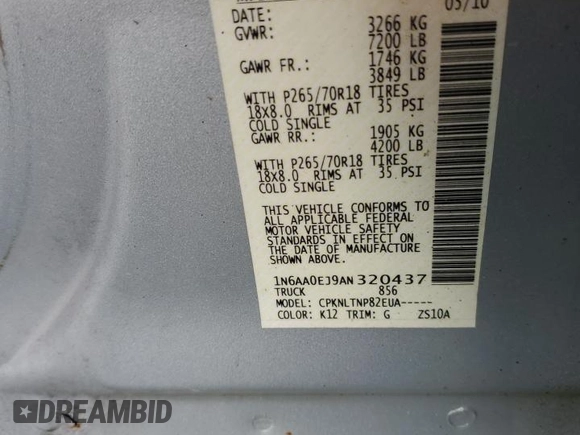 DATE: 03/10
GVWR: 3266 KG
7200 LB
GAWR FR.: 1746 KG
3849 LB
WITH P265/70R18 TIRES
18X8.0 RIMS AT 35 PSI
COLD SINGLE
GAWR RR.: 1905 KG
4200 LB
WITH P265/70R18 TIRES
18X8.0 RIMS AT 35 PSI
COLD SINGLE
THIS VEHICLE CONFORMS TO
ALL APPLICABLE FEDERAL
MOTOR VEHICLE SAFETY
STANDARDS IN EFFECT ON
THE DATE OF MANUFACTURE
SHOWN ABOVE.
1N6AA0EJ9AN320437
TRUCK 856
MODEL: CPKNLTNP82EUA-----
COLOR: K12 TRIM: G ZS10A
DREAMBID